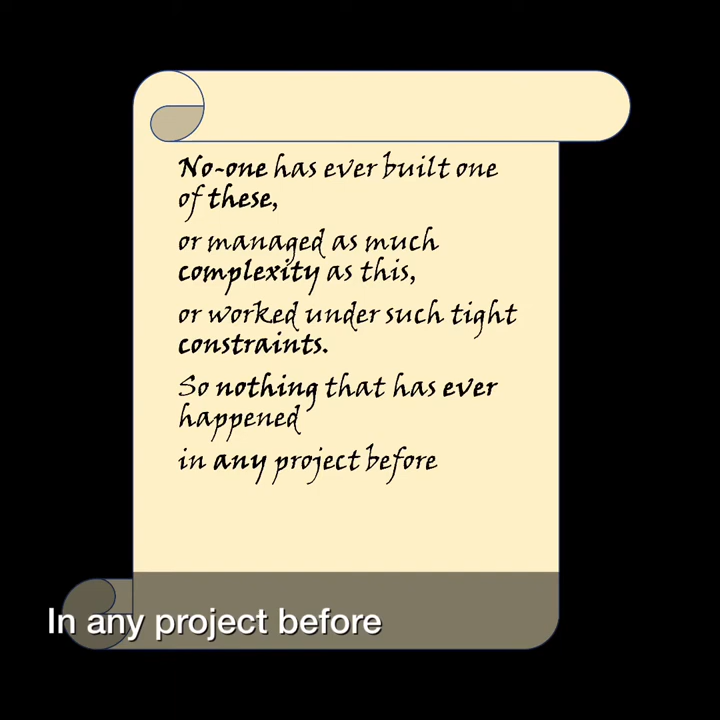 No-one has ever built one
of these,
or managed as much
complexity as this,
or worked under such tight
constraints.
So nothing that has ever
happened
in any project before
In any project before